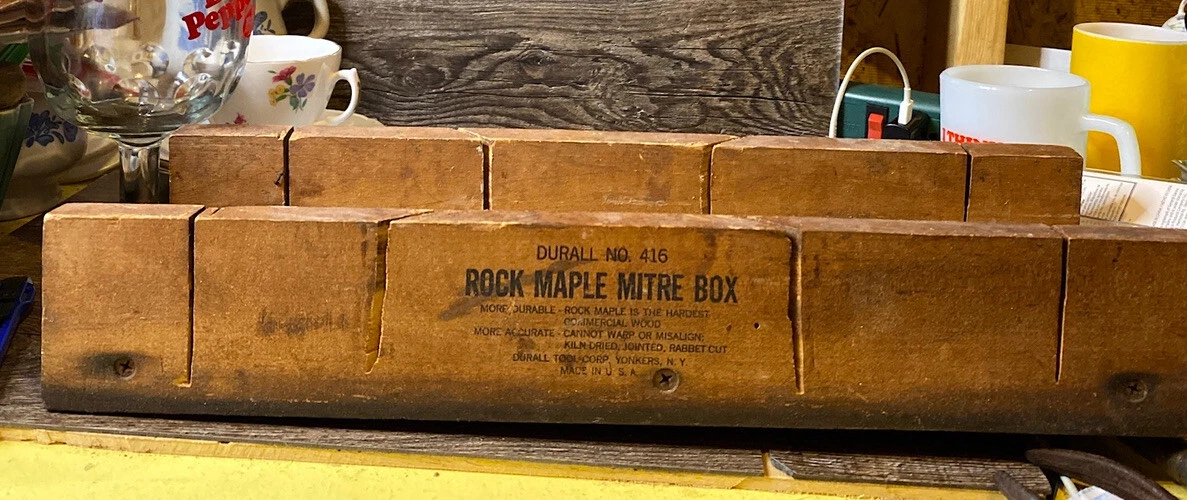 Pepper
DURALL NO. 416
ROCK MAPLE MITRE BOX
MORE DURABLE - ROCK MAPLE IS THE HARDEST
COMMERCIAL WOOD
MORE ACCURATE - CANNOT WARP OR MISALIGN;
KILN DRIED, JOINTED, RABBET CUT
DURALL TOOL CORP., YONKERS, N. Y.
MADE IN U. S. A.